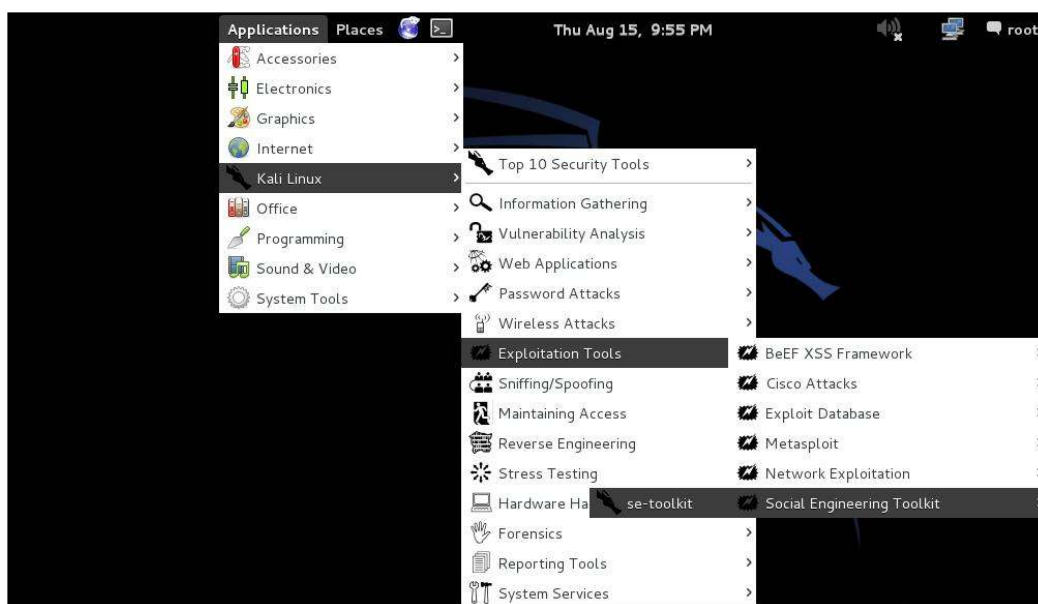 Applications Places Thu Aug 15, 9:55 PM root
Accessories
Electronics
Graphics
Internet
Kali Linux
Office
Programming
Sound & Video
System Tools
Top 10 Security Tools
Information Gathering
Vulnerability Analysis
Web Applications
Password Attacks
Wireless Attacks
Exploitation Tools
Sniffing/Spoofing
Maintaining Access
Reverse Engineering
Stress Testing
Hardware Ha
Forensics
Reporting Tools
System Services
BeEF XSS Framework
Cisco Attacks
Exploit Database
Metasploit
Network Exploitation
Social Engineering Toolkit
se-toolkit